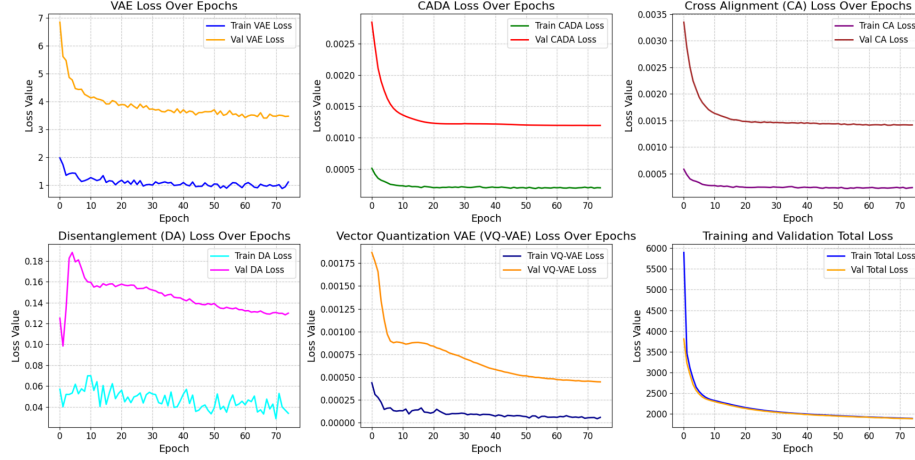 VAE Loss Over Epochs
Train VAE Loss
Val VAE Loss
Loss Value
7
6
5
4
3
2
1
0 10 20 30 40 50 60 70
Epoch
CADA Loss Over Epochs
Train CADA Loss
Val CADA Loss
Loss Value
0.0025
0.0020
0.0015
0.0010
0.0005
0 10 20 30 40 50 60 70
Epoch
Cross Alignment (CA) Loss Over Epochs
Train CA Loss
Val CA Loss
Loss Value
0.0035
0.0030
0.0025
0.0020
0.0015
0.0010
0.0005
0 10 20 30 40 50 60 70
Epoch
Disentanglement (DA) Loss Over Epochs
Train DA Loss
Val DA Loss
Loss Value
0.18
0.16
0.14
0.12
0.10
0.08
0.06
0.04
0 10 20 30 40 50 60 70
Epoch
Vector Quantization VAE (VQ-VAE) Loss Over Epochs
Train VQ-VAE Loss
Val VQ-VAE Loss
Loss Value
0.00175
0.00150
0.00125
0.00100
0.00075
0.00050
0.00025
0.00000
0 10 20 30 40 50 60 70
Epoch
Training and Validation Total Loss
Train Total Loss
Val Total Loss
Loss Value
6000
5500
5000
4500
4000
3500
3000
2500
2000
0 10 20 30 40 50 60 70
Epoch